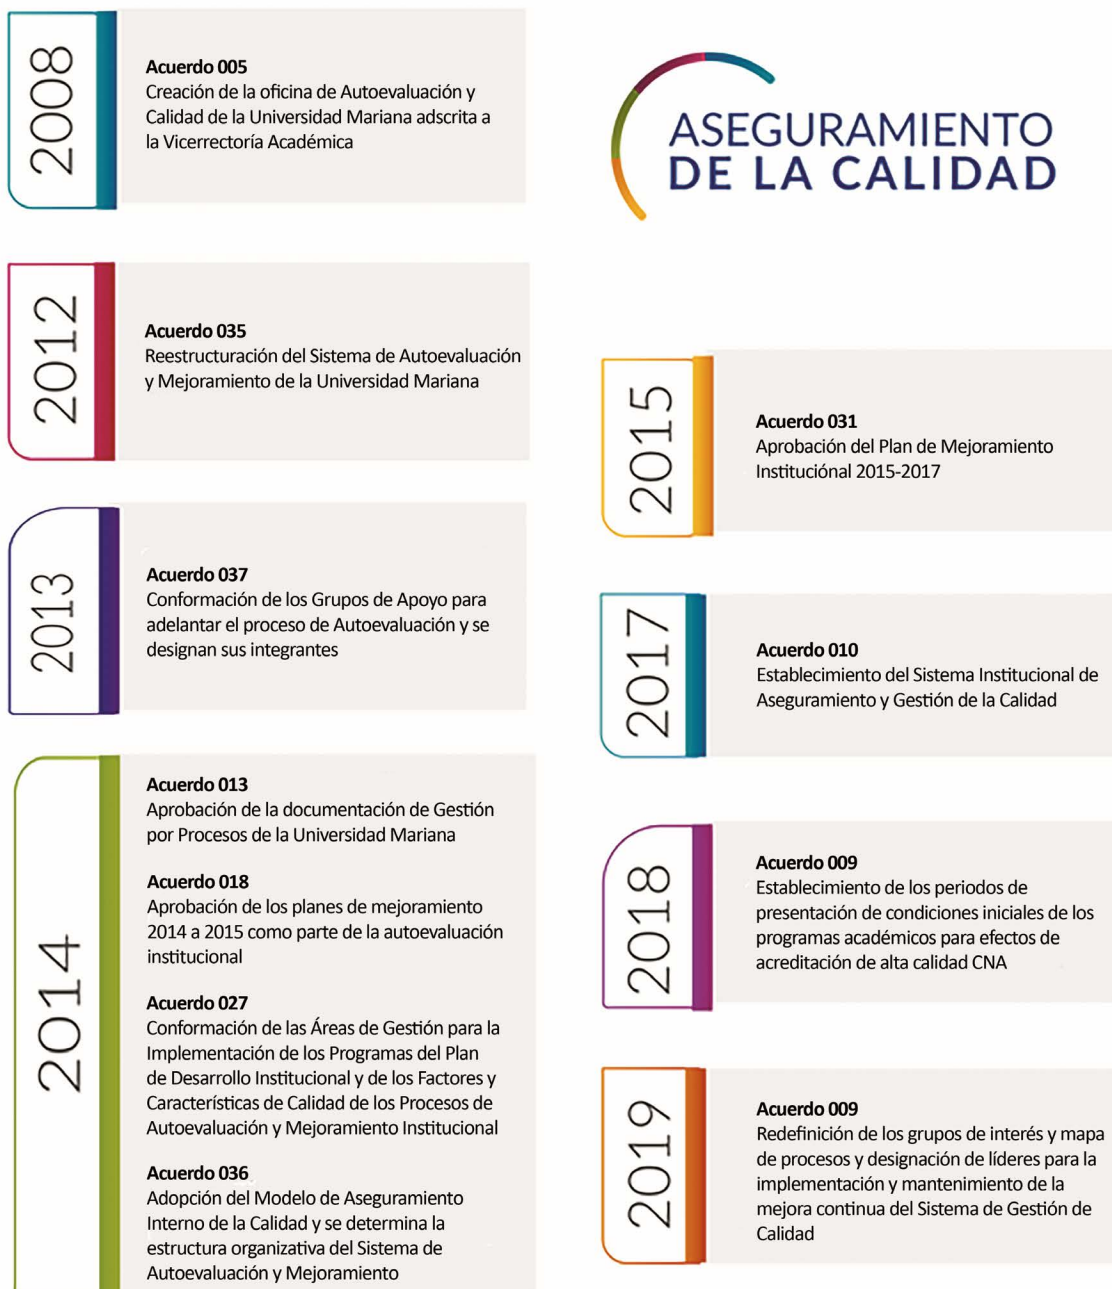 2008
Acuerdo 005
Creación de la oficina de Autoevaluación y
Calidad de la Universidad Mariana adscrita a
la Vicerrectoría Académica
ASEGURAMIENTO
DE LA CALIDAD
2012
Acuerdo 035
Reestructuración del Sistema de Autoevaluación
y Mejoramiento de la Universidad Mariana
2013
Acuerdo 037
Conformación de los Grupos de Apoyo para
adelantar el proceso de Autoevaluación y se
designan sus integrantes
2014
Acuerdo 013
Aprobación de la documentación de Gestión
por Procesos de la Universidad Mariana
Acuerdo 018
Aprobación de los planes de mejoramiento
2014 a 2015 como parte de la autoevaluación
institucional
Acuerdo 027
Conformación de las Áreas de Gestión para la
Implementación de los Programas del Plan
de Desarrollo Institucional y de los Factores y
Características de Calidad de los Procesos de
Autoevaluación y Mejoramiento Institucional
Acuerdo 036
Adopción del Modelo de Aseguramiento
Interno de la Calidad y se determina la
estructura organizativa del Sistema de
Autoevaluación y Mejoramiento
2015
Acuerdo 031
Aprobación del Plan de Mejoramiento
Instituciónal 2015-2017
2017
Acuerdo 010
Establecimiento del Sistema Institucional de
Aseguramiento y Gestión de la Calidad
2018
Acuerdo 009
Establecimiento de los periodos de
presentación de condiciones iniciales de los
programas académicos para efectos de
acreditación de alta calidad CNA
2019
Acuerdo 009
Redefinición de los grupos de interés y mapa
de procesos y designación de líderes para la
implementación y mantenimiento de la
mejora continua del Sistema de Gestión de
Calidad